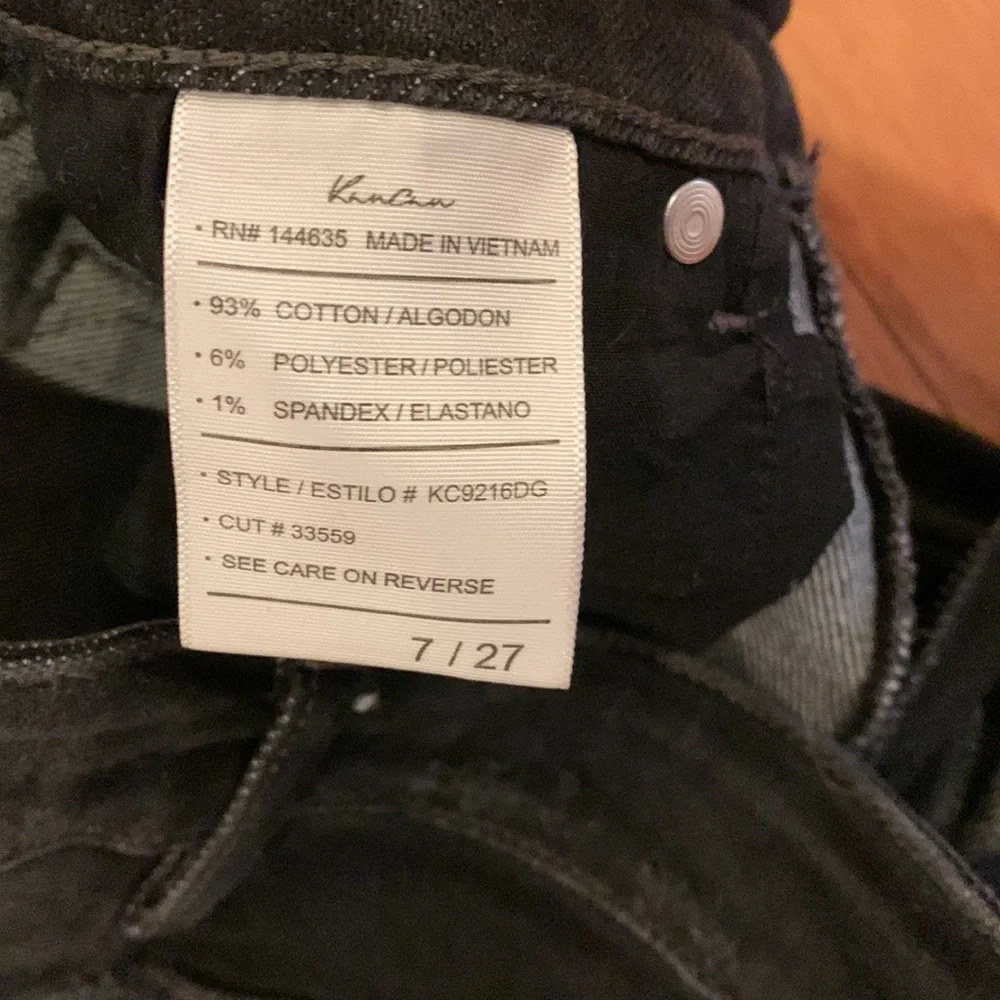 KanCan
• RN# 144635 MADE IN VIETNAM
• 93% COTTON / ALGODON
• 6% POLYESTER / POLIESTER
• 1% SPANDEX / ELASTANO
• STYLE / ESTILO # KC9216DG
• CUT # 33559
• SEE CARE ON REVERSE
7 / 27